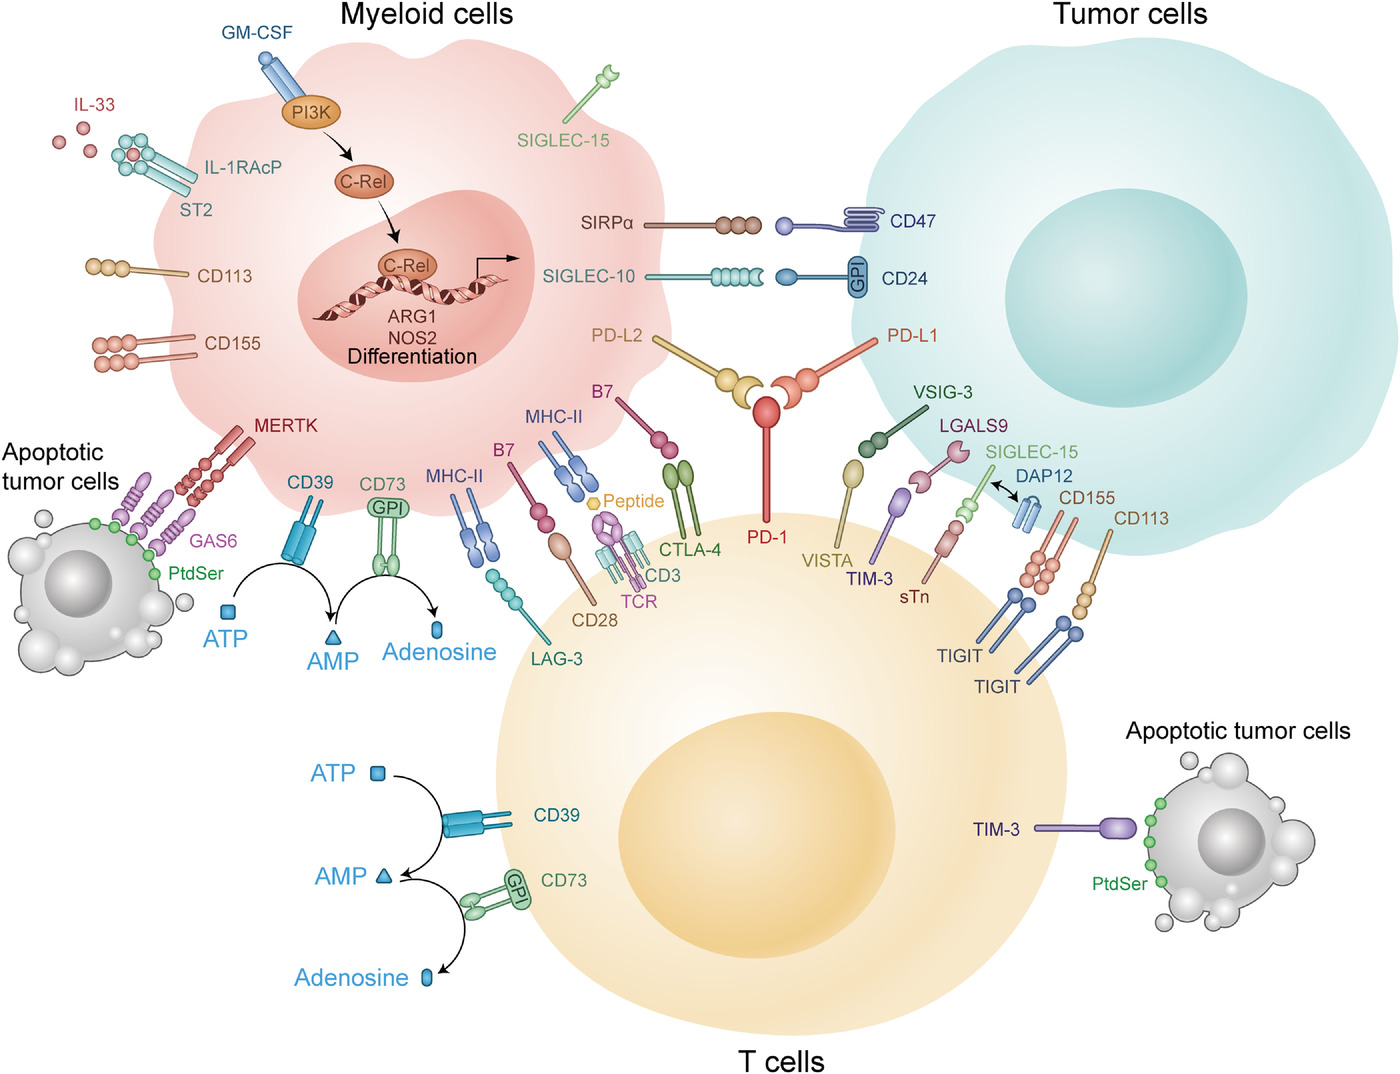 Myeloid cells
Tumor cells
GM-CSF
PI3K
IL-33
IL-1RAcP
ST2
C-Rel
C-Rel
ARG1
NOS2
Differentiation
SIGLEC-15
SIRPα
CD47
SIGLEC-10
GPI
CD24
CD113
CD155
PD-L2
PD-L1
MERTK
Apoptotic
tumor cells
GAS6
PtdSer
CD39
CD73
GPI
MHC-II
B7
MHC-II
B7
Peptide
CD3
TCR
CD28
LAG-3
CTLA-4
PD-1
VSIG-3
VISTA
LGALS9
TIM-3
SIGLEC-15
sTn
DAP12
CD155
CD113
TIGIT
TIGIT
ATP
AMP
Adenosine
ATP
CD39
AMP
CD73
GPI
Adenosine
Apoptotic tumor cells
TIM-3
PtdSer
T cells